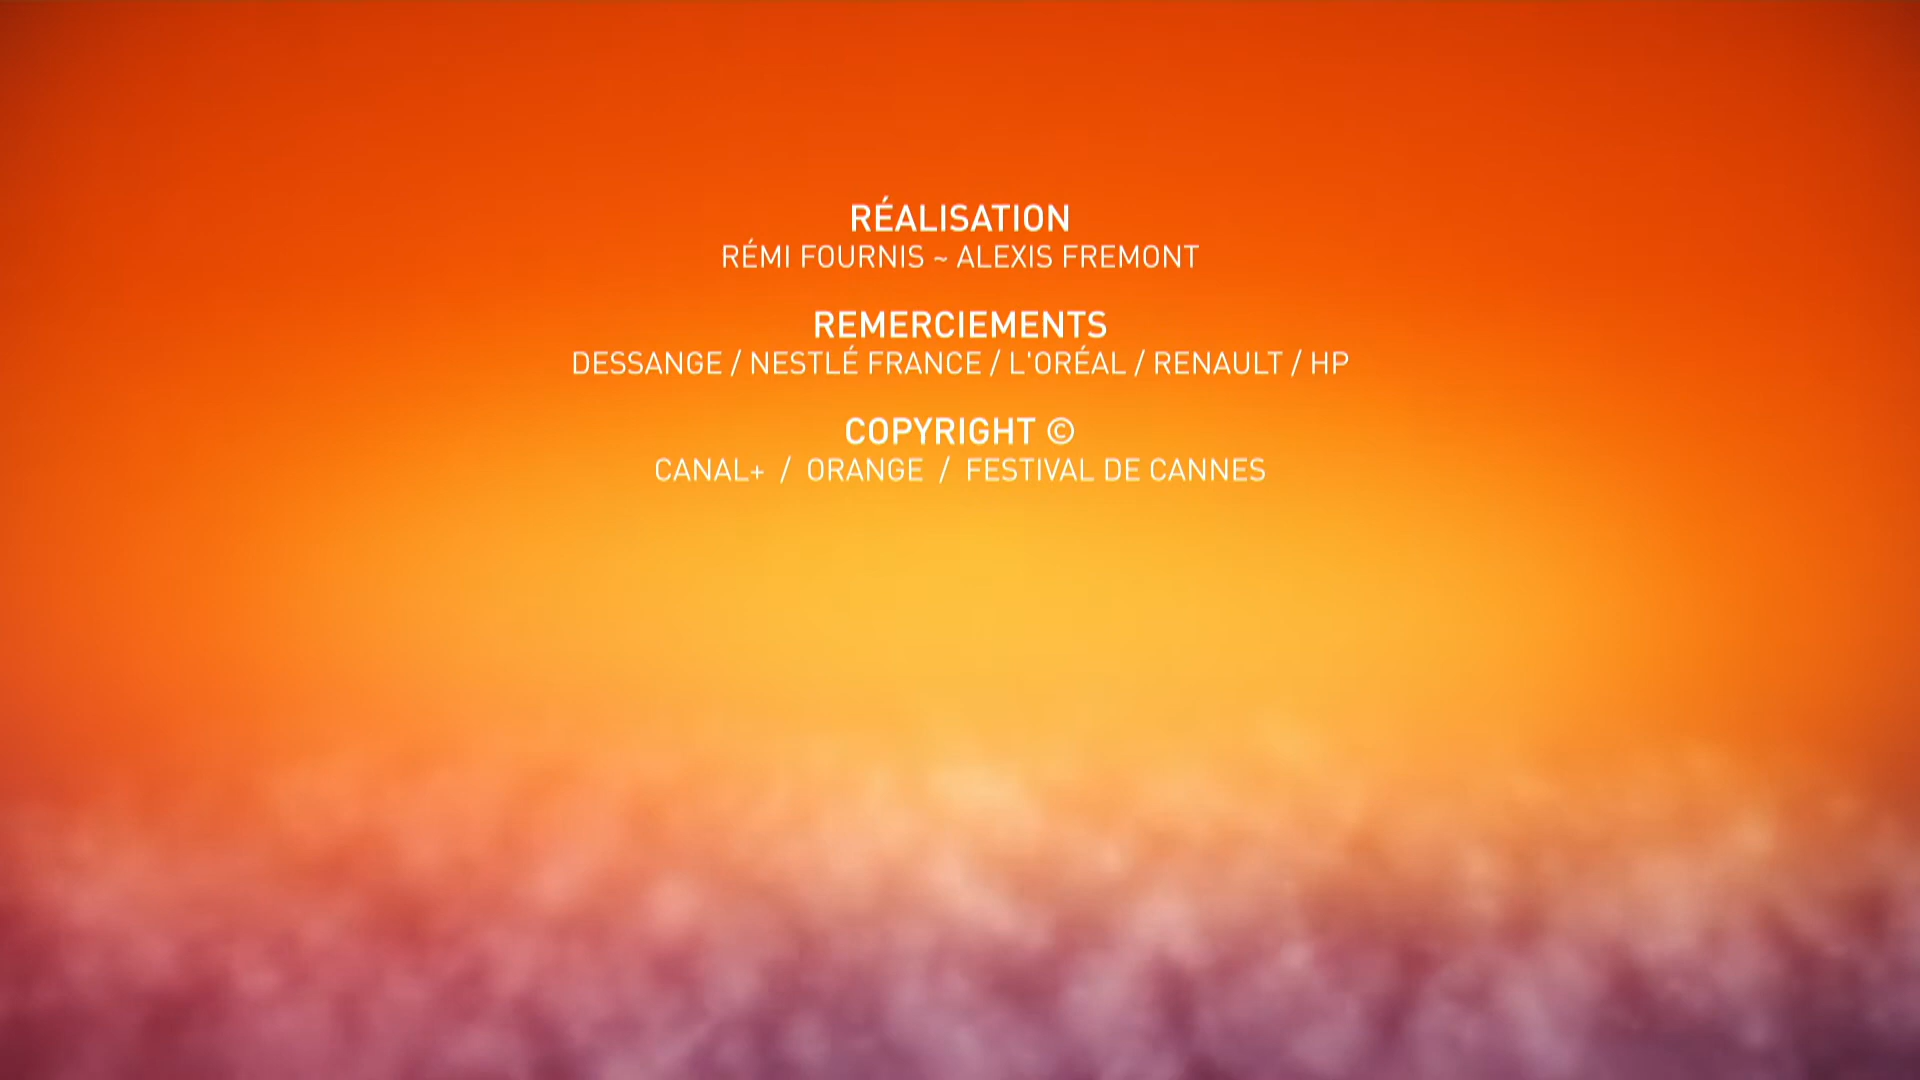 RÉALISATION
RÉMI FOURNIS ~ ALEXIS FREMONT
REMERCIEMENTS
DESSANGE / NESTLÉ FRANCE / L'ORÉAL / RENAULT / HP
COPYRIGHT ©
CANAL+ / ORANGE / FESTIVAL DE CANNES